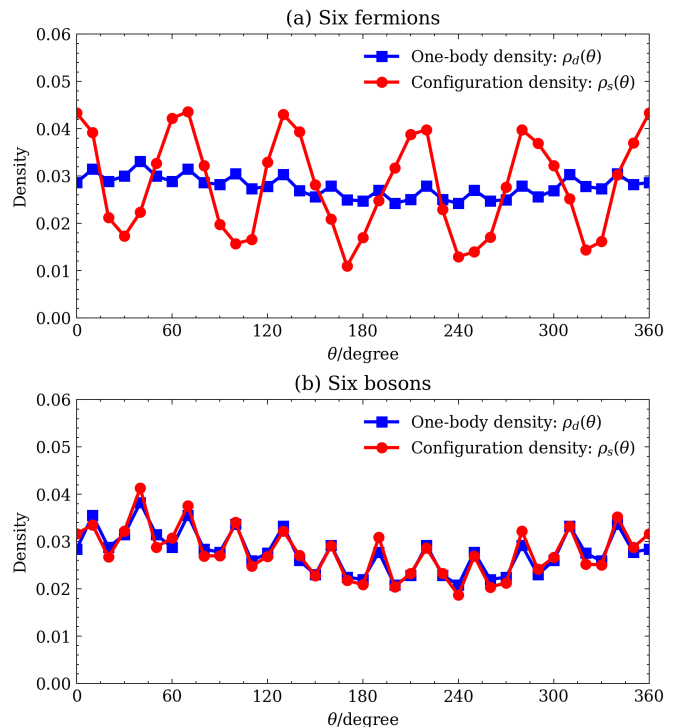 (a) Six fermions
0.06
0.05
0.04
0.03
0.02
0.01
0.00
Density
One-body density: ρd(θ)
Configuration density: ρs(θ)
0 60 120 180 240 300 360
θ/degree
(b) Six bosons
0.06
0.05
0.04
0.03
0.02
0.01
0.00
Density
One-body density: ρd(θ)
Configuration density: ρs(θ)
0 60 120 180 240 300 360
θ/degree